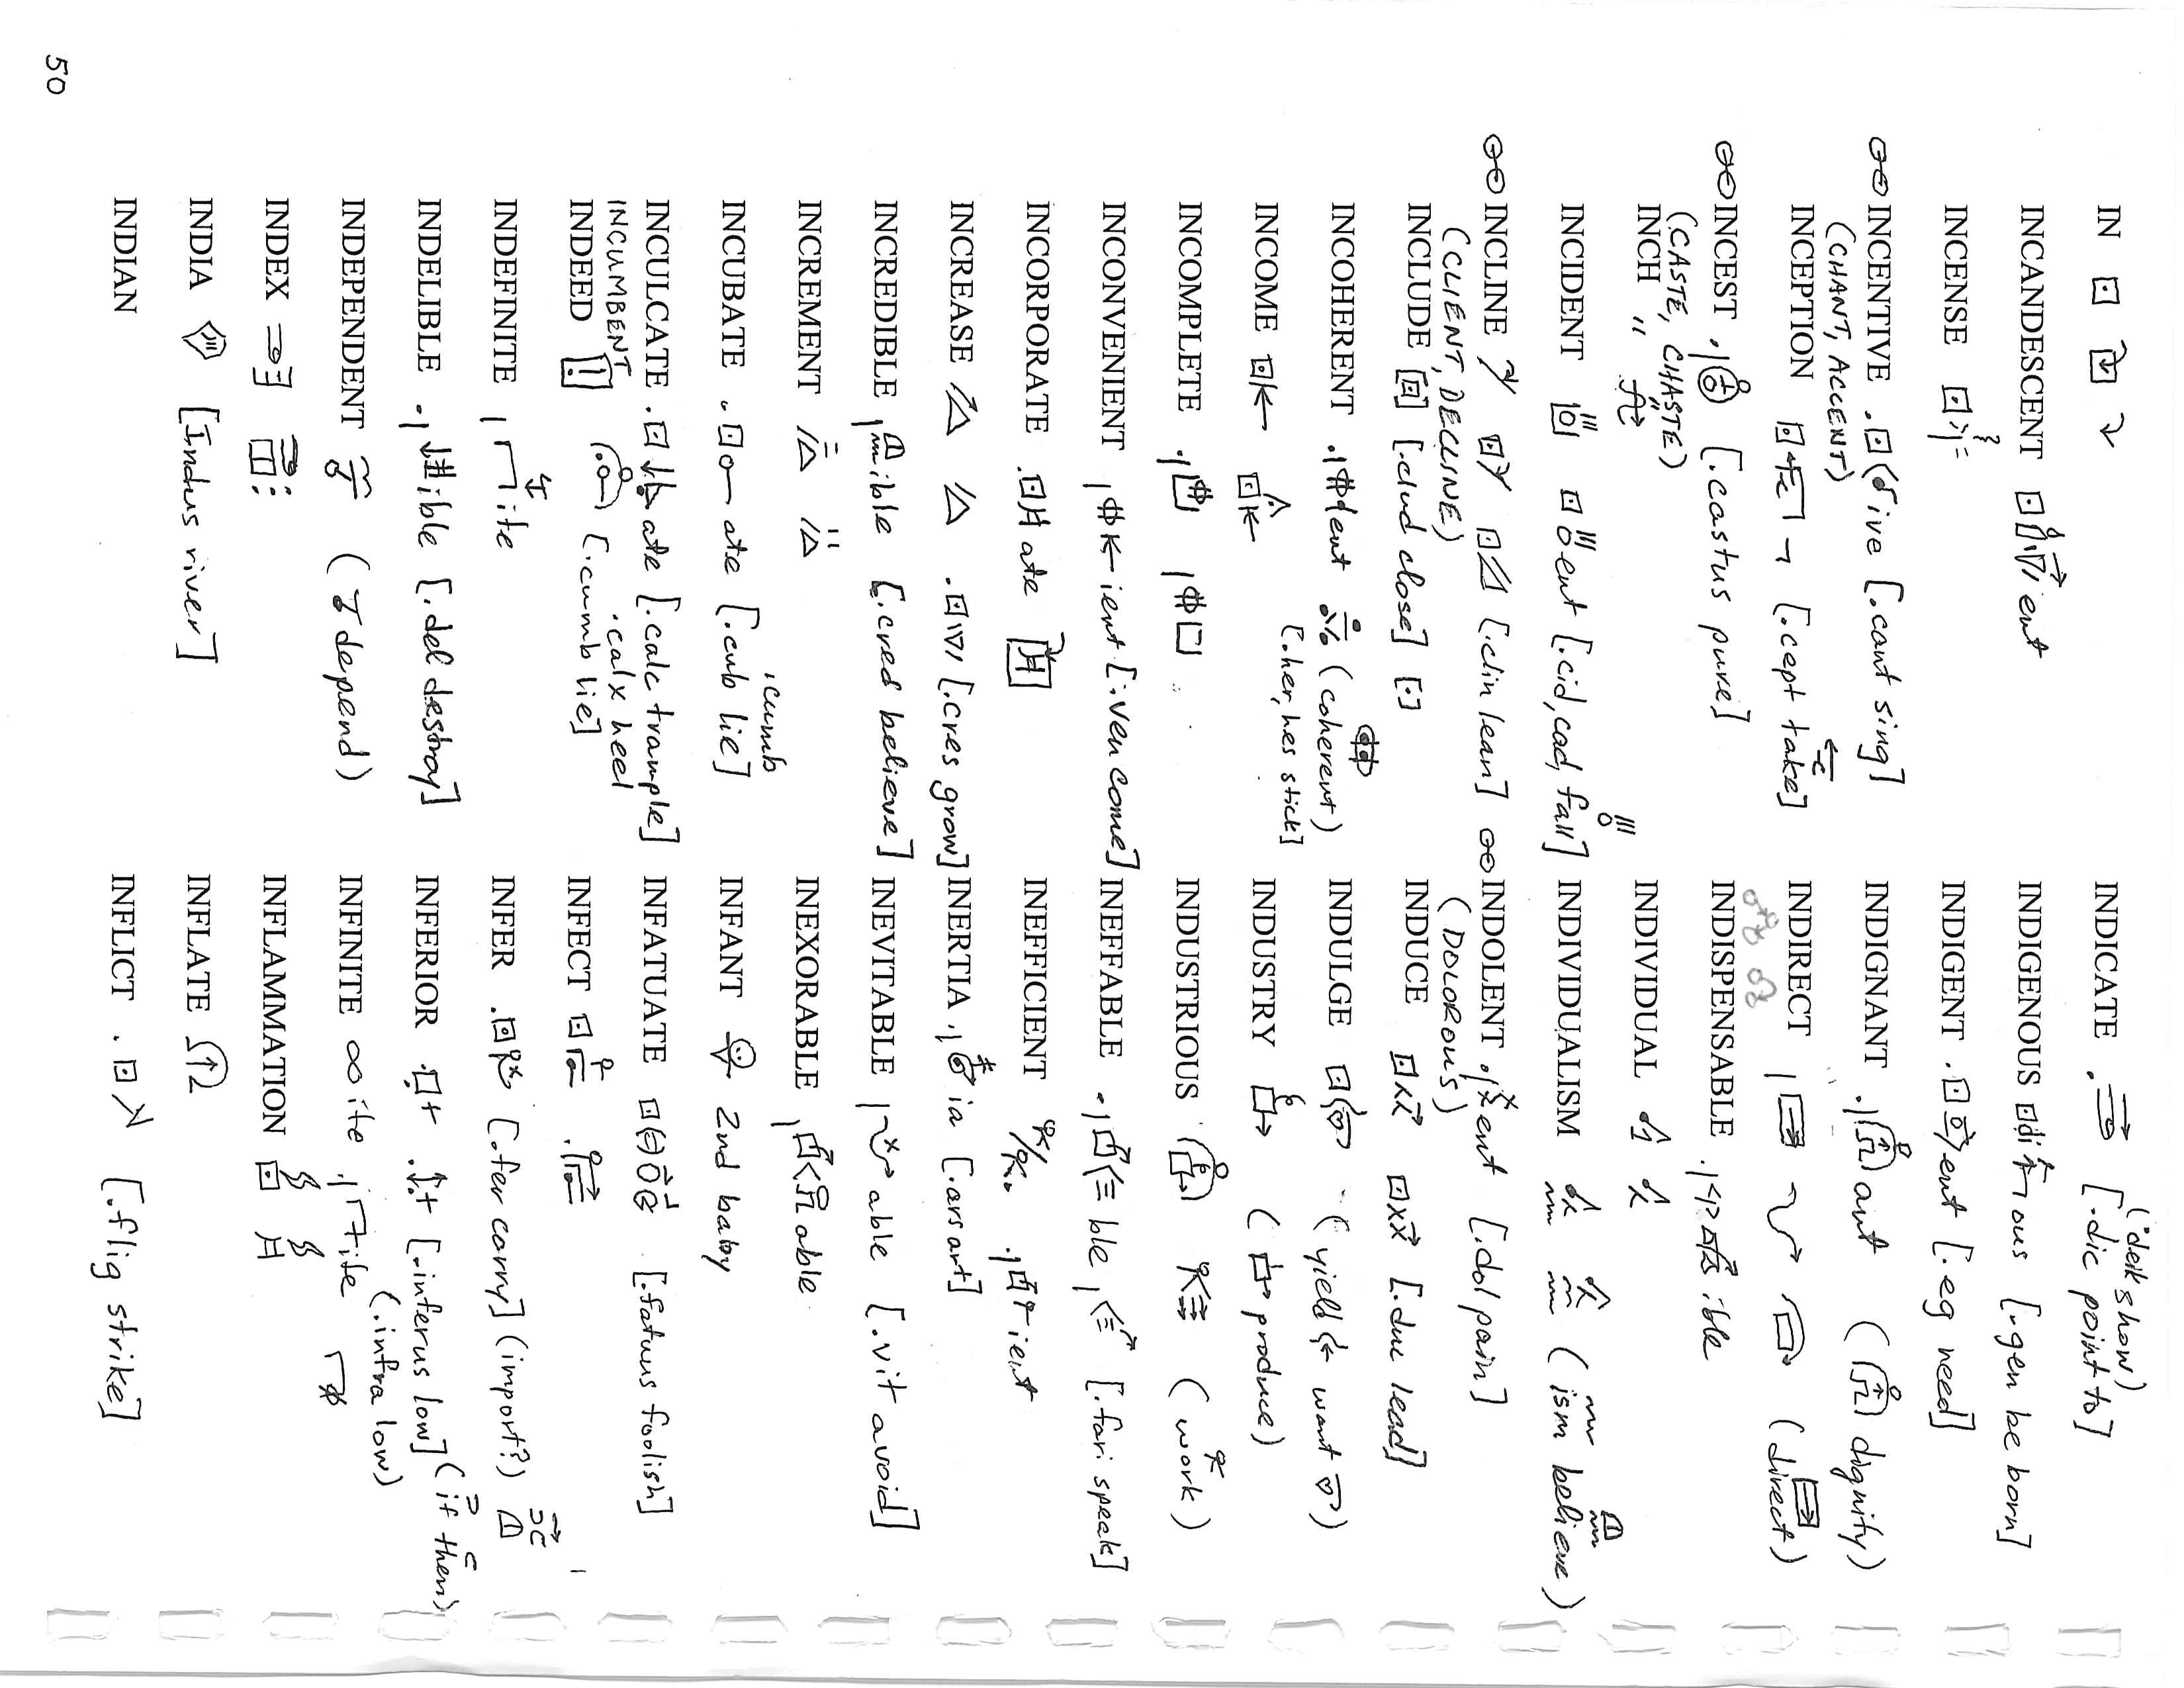 IN
INCANDESCENT ent
INCENSE
INCENTIVE ive [.cant sing]
(CHANT, ACCENT)
INCEPTION [.cept take]
INCEST [.castus pure]
(CASTE, CHASTE)
INCH "
INCIDENT ent [.cid, cad, fall]
INCLINE [.clin lean]
(CLIENT, DECLINE)
INCLUDE [.clud close]
INCOHERENT ent (coherent)
[.her, hes stick]
INCOME
INCOMPLETE
INCONVENIENT ient [.ven come]
INCORPORATE ate
INCREASE [.cres grow]
INCREDIBLE ible [.cred believe]
INCREMENT
INCUBATE ate [.cub lie]
.cumb
INCULCATE ate [.calc trample]
.calx heel
INCUMBENT [.cumb lie]
INDEED
INDEFINITE ite
INDELIBLE ible [.del destroy]
INDEPENDENT (depend)
INDEX
INDIA [Indus river]
INDIAN
INDICATE [.dic point to]
(.deik show)
INDIGENOUS di ous [.gen be born]
INDIGENT ent [.eg need]
INDIGNANT ant (dignity)
INDIRECT (direct)
INDISPENSABLE ible
INDIVIDUAL
INDIVIDUALISM (ism believe)
INDOLENT ent [.dol pain]
(DOLOROUS)
INDUCE [.duc lead]
INDULGE (yield want)
INDUSTRY (produce)
INDUSTRIOUS (work)
INEFFABLE ble [.fari speak]
INEFFICIENT ient
INERTIA ia [.ars art]
INEVITABLE able [.vit avoid]
INEXORABLE able
INFANT 2nd baby
INFATUATE [.fatuus foolish]
INFECT
INFER [.fer carry] (import?)
INFERIOR [.inferus low] (if then)
(.infra low)
INFINITE ∞ ite ite
INFLAMMATION
INFLATE
INFLICT [.flig strike]
50